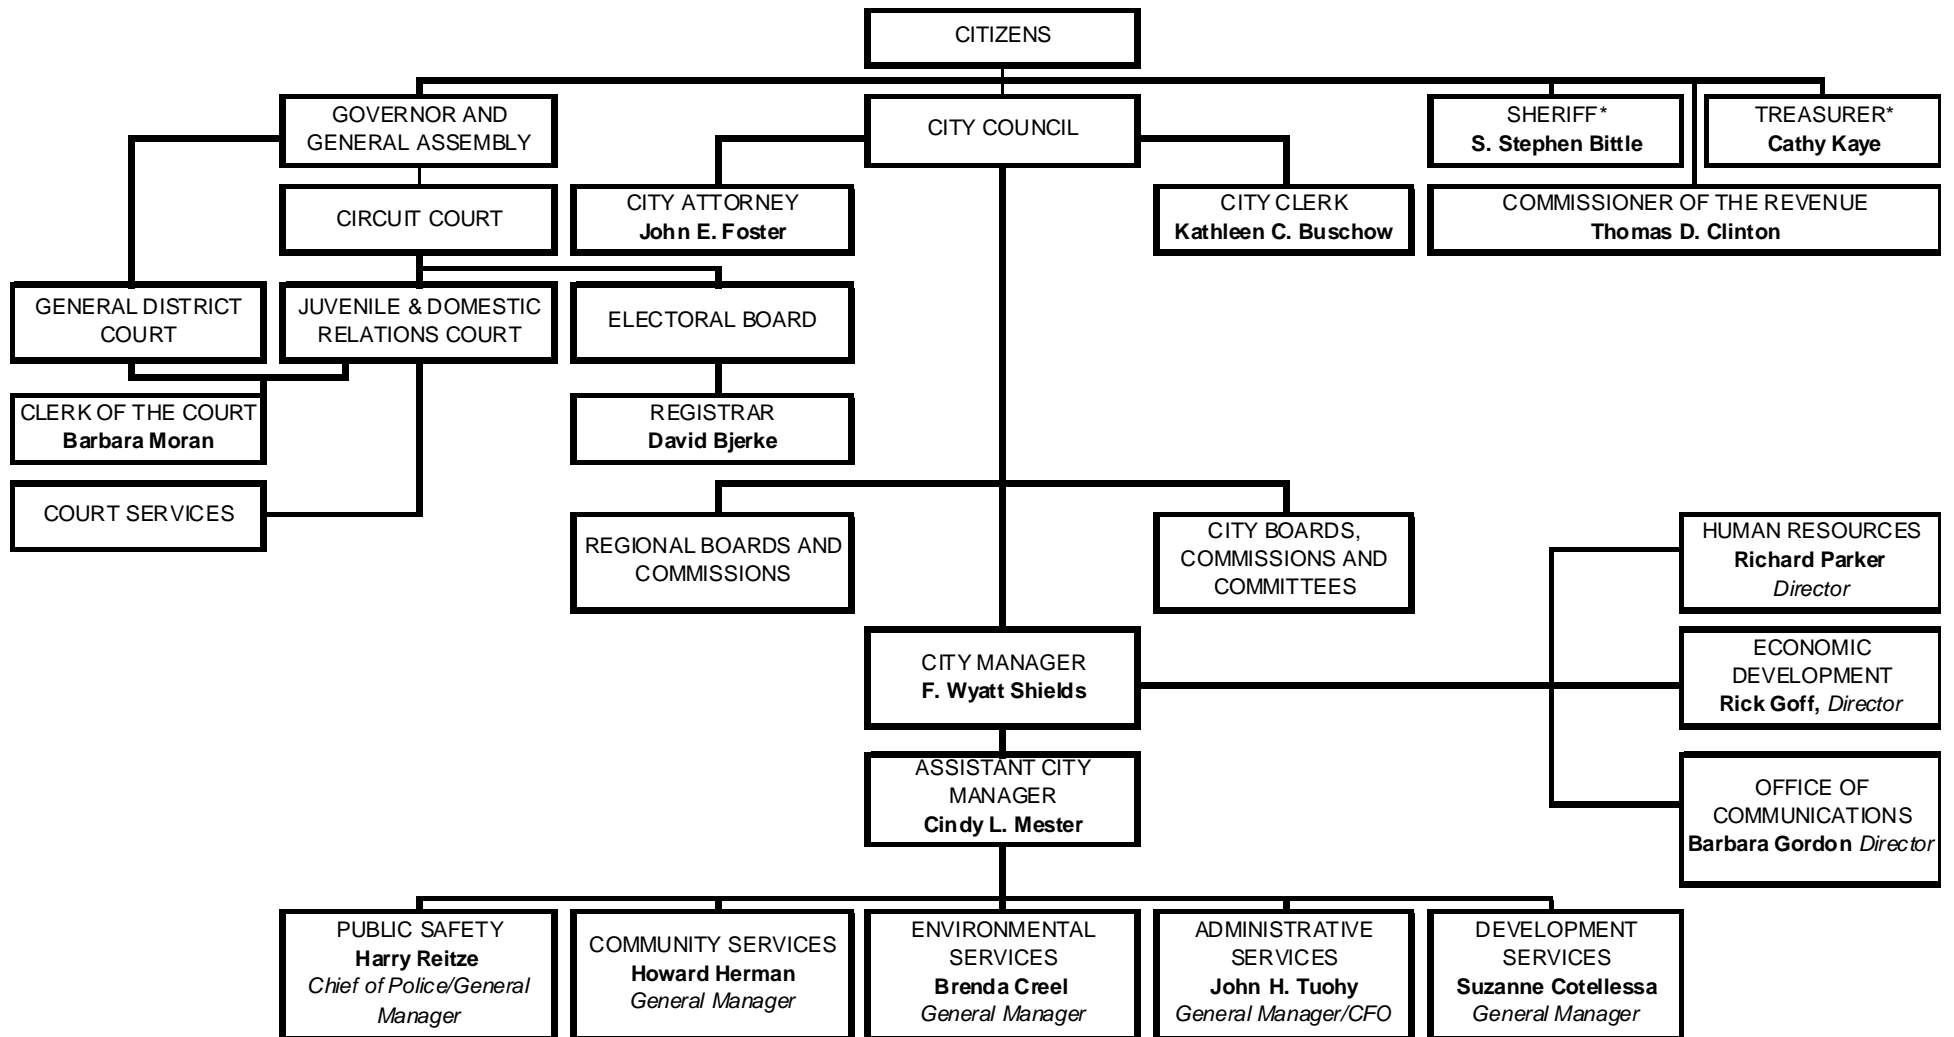 CITIZENS
GOVERNOR AND
GENERAL ASSEMBLY
CITY COUNCIL
SHERIFF*
S. Stephen Bittle
TREASURER*
Cathy Kaye
CIRCUIT COURT
CITY ATTORNEY
John E. Foster
CITY CLERK
Kathleen C. Buschow
COMMISSIONER OF THE REVENUE
Thomas D. Clinton
GENERAL DISTRICT
COURT
JUVENILE & DOMESTIC
RELATIONS COURT
ELECTORAL BOARD
CLERK OF THE COURT
Barbara Moran
REGISTRAR
David Bjerke
COURT SERVICES
REGIONAL BOARDS AND
COMMISSIONS
CITY BOARDS,
COMMISSIONS AND
COMMITTEES
HUMAN RESOURCES
Richard Parker
Director
CITY MANAGER
F. Wyatt Shields
ECONOMIC
DEVELOPMENT
Rick Goff, Director
ASSISTANT CITY
MANAGER
Cindy L. Mester
OFFICE OF
COMMUNICATIONS
Barbara Gordon Director
PUBLIC SAFETY
Harry Reitze
Chief of Police/General
Manager
COMMUNITY SERVICES
Howard Herman
General Manager
ENVIRONMENTAL
SERVICES
Brenda Creel
General Manager
ADMINISTRATIVE
SERVICES
John H. Tuohy
General Manager/CFO
DEVELOPMENT
SERVICES
Suzanne Cotellessa
General Manager